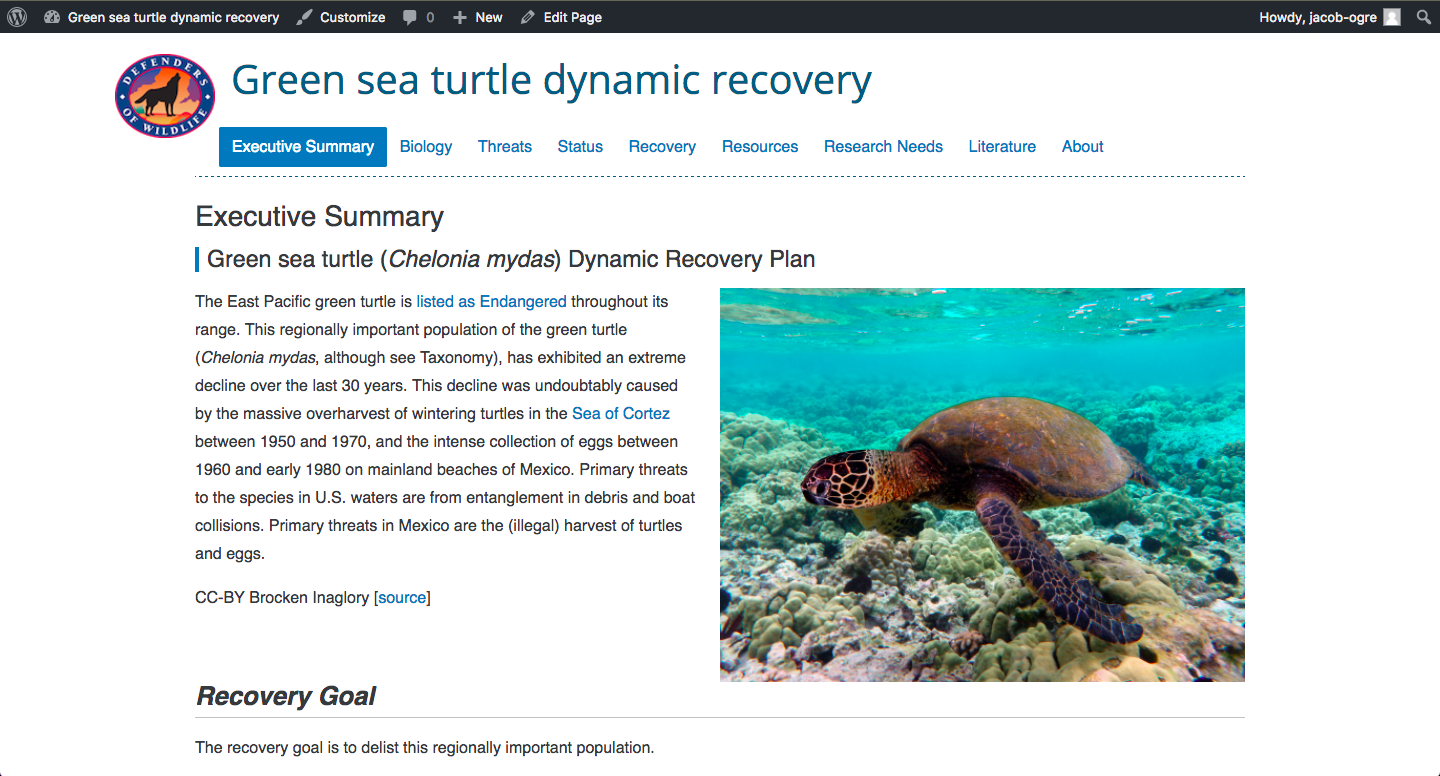 Green sea turtle dynamic recovery Customize 0 New Edit Page Howdy, jacob-ogre
DEFENDERS OF WILDLIFE
Green sea turtle dynamic recovery
Executive Summary Biology Threats Status Recovery Resources Research Needs Literature About
Executive Summary
Green sea turtle (Chelonia mydas) Dynamic Recovery Plan
The East Pacific green turtle is listed as Endangered throughout its
range. This regionally important population of the green turtle
(Chelonia mydas, although see Taxonomy), has exhibited an extreme
decline over the last 30 years. This decline was undoubtably caused
by the massive overharvest of wintering turtles in the Sea of Cortez
between 1950 and 1970, and the intense collection of eggs between
1960 and early 1980 on mainland beaches of Mexico. Primary threats
to the species in U.S. waters are from entanglement in debris and boat
collisions. Primary threats in Mexico are the (illegal) harvest of turtles
and eggs.
CC-BY Brocken Inaglory [source]
Recovery Goal
The recovery goal is to delist this regionally important population.